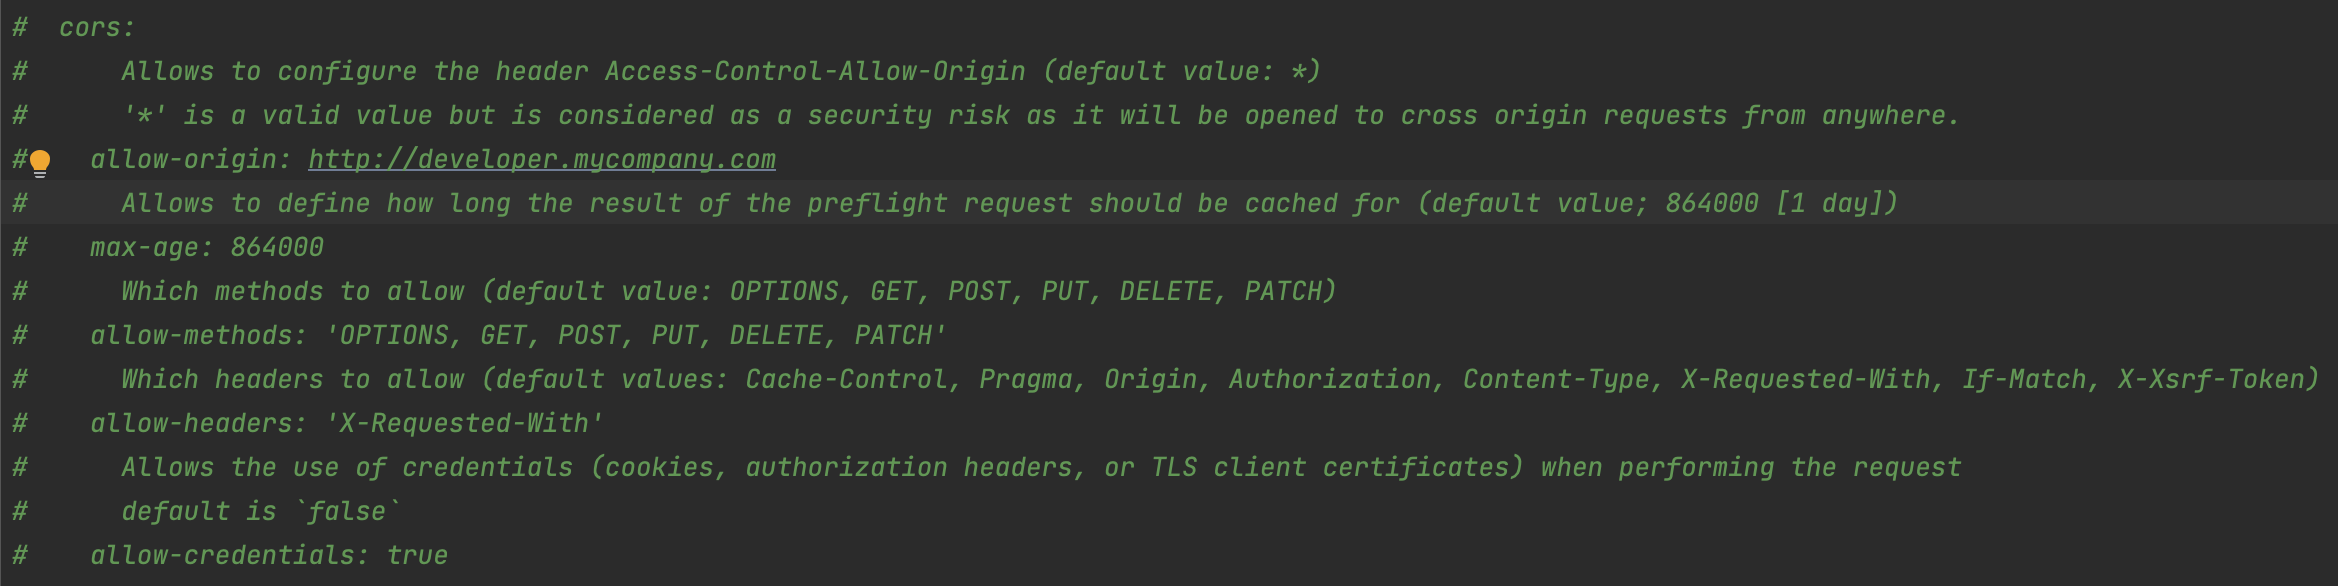 #  cors:
#      Allows to configure the header Access-Control-Allow-Origin (default value: *)
#      '*' is a valid value but is considered as a security risk as it will be opened to cross origin requests from anywhere.
#    allow-origin: http://developer.mycompany.com
#      Allows to define how long the result of the preflight request should be cached for (default value; 864000 [1 day])
#    max-age: 864000
#      Which methods to allow (default value: OPTIONS, GET, POST, PUT, DELETE, PATCH)
#    allow-methods: 'OPTIONS, GET, POST, PUT, DELETE, PATCH'
#      Which headers to allow (default values: Cache-Control, Pragma, Origin, Authorization, Content-Type, X-Requested-With, If-Match, X-Xsrf-Token)
#    allow-headers: 'X-Requested-With'
#      Allows the use of credentials (cookies, authorization headers, or TLS client certificates) when performing the request
#      default is `false`
#    allow-credentials: true